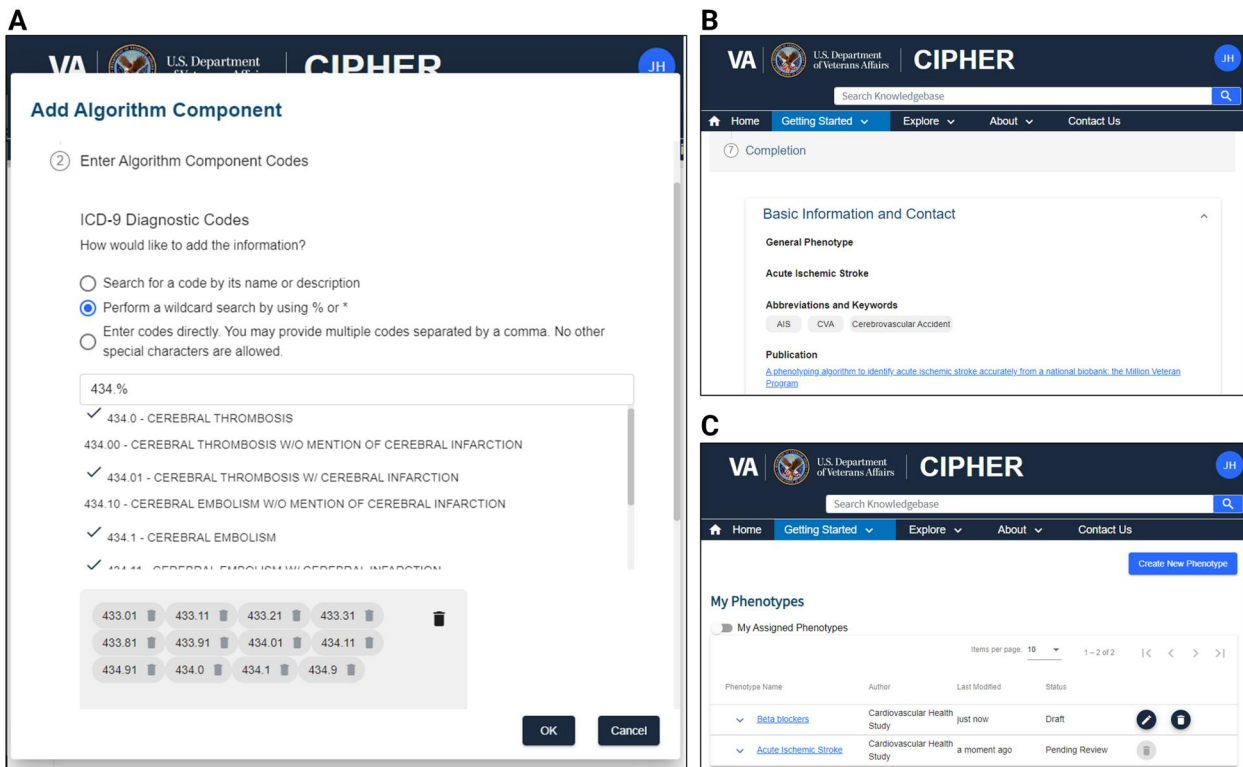 A
VA
U.S. Department
of Veterans Affairs
CIPHER
JH
Add Algorithm Component
2 Enter Algorithm Component Codes
ICD-9 Diagnostic Codes
How would like to add the information?
Search for a code by its name or description
Perform a wildcard search by using % or *
Enter codes directly. You may provide multiple codes separated by a comma. No other
special characters are allowed.
434.%
434.0 - CEREBRAL THROMBOSIS
434.00 - CEREBRAL THROMBOSIS W/O MENTION OF CEREBRAL INFARCTION
434.01 - CEREBRAL THROMBOSIS W/ CEREBRAL INFARCTION
434.10 - CEREBRAL EMBOLISM W/O MENTION OF CEREBRAL INFARCTION
434.1 - CEREBRAL EMBOLISM
434.11 - CEREBRAL EMBOLISM W/ CEREBRAL INFARCTION
433.01 433.11 433.21 433.31
433.81 433.91 434.01 434.11
434.91 434.0 434.1 434.9
OK Cancel
B
VA
U.S. Department
of Veterans Affairs
CIPHER
JH
Search Knowledgebase
Home Getting Started Explore About Contact Us
7 Completion
Basic Information and Contact
General Phenotype
Acute Ischemic Stroke
Abbreviations and Keywords
AIS CVA Cerebrovascular Accident
Publication
A phenotyping algorithm to identify acute ischemic stroke accurately from a national biobank: the Million Veteran
Program
C
VA
U.S. Department
of Veterans Affairs
CIPHER
JH
Search Knowledgebase
Home Getting Started Explore About Contact Us
Create New Phenotype
My Phenotypes
My Assigned Phenotypes
Items per page: 10 1 – 2 of 2
Phenotype Name Author Last Modified Status
Beta blockers Cardiovascular Health Study just now Draft
Acute Ischemic Stroke Cardiovascular Health Study a moment ago Pending Review